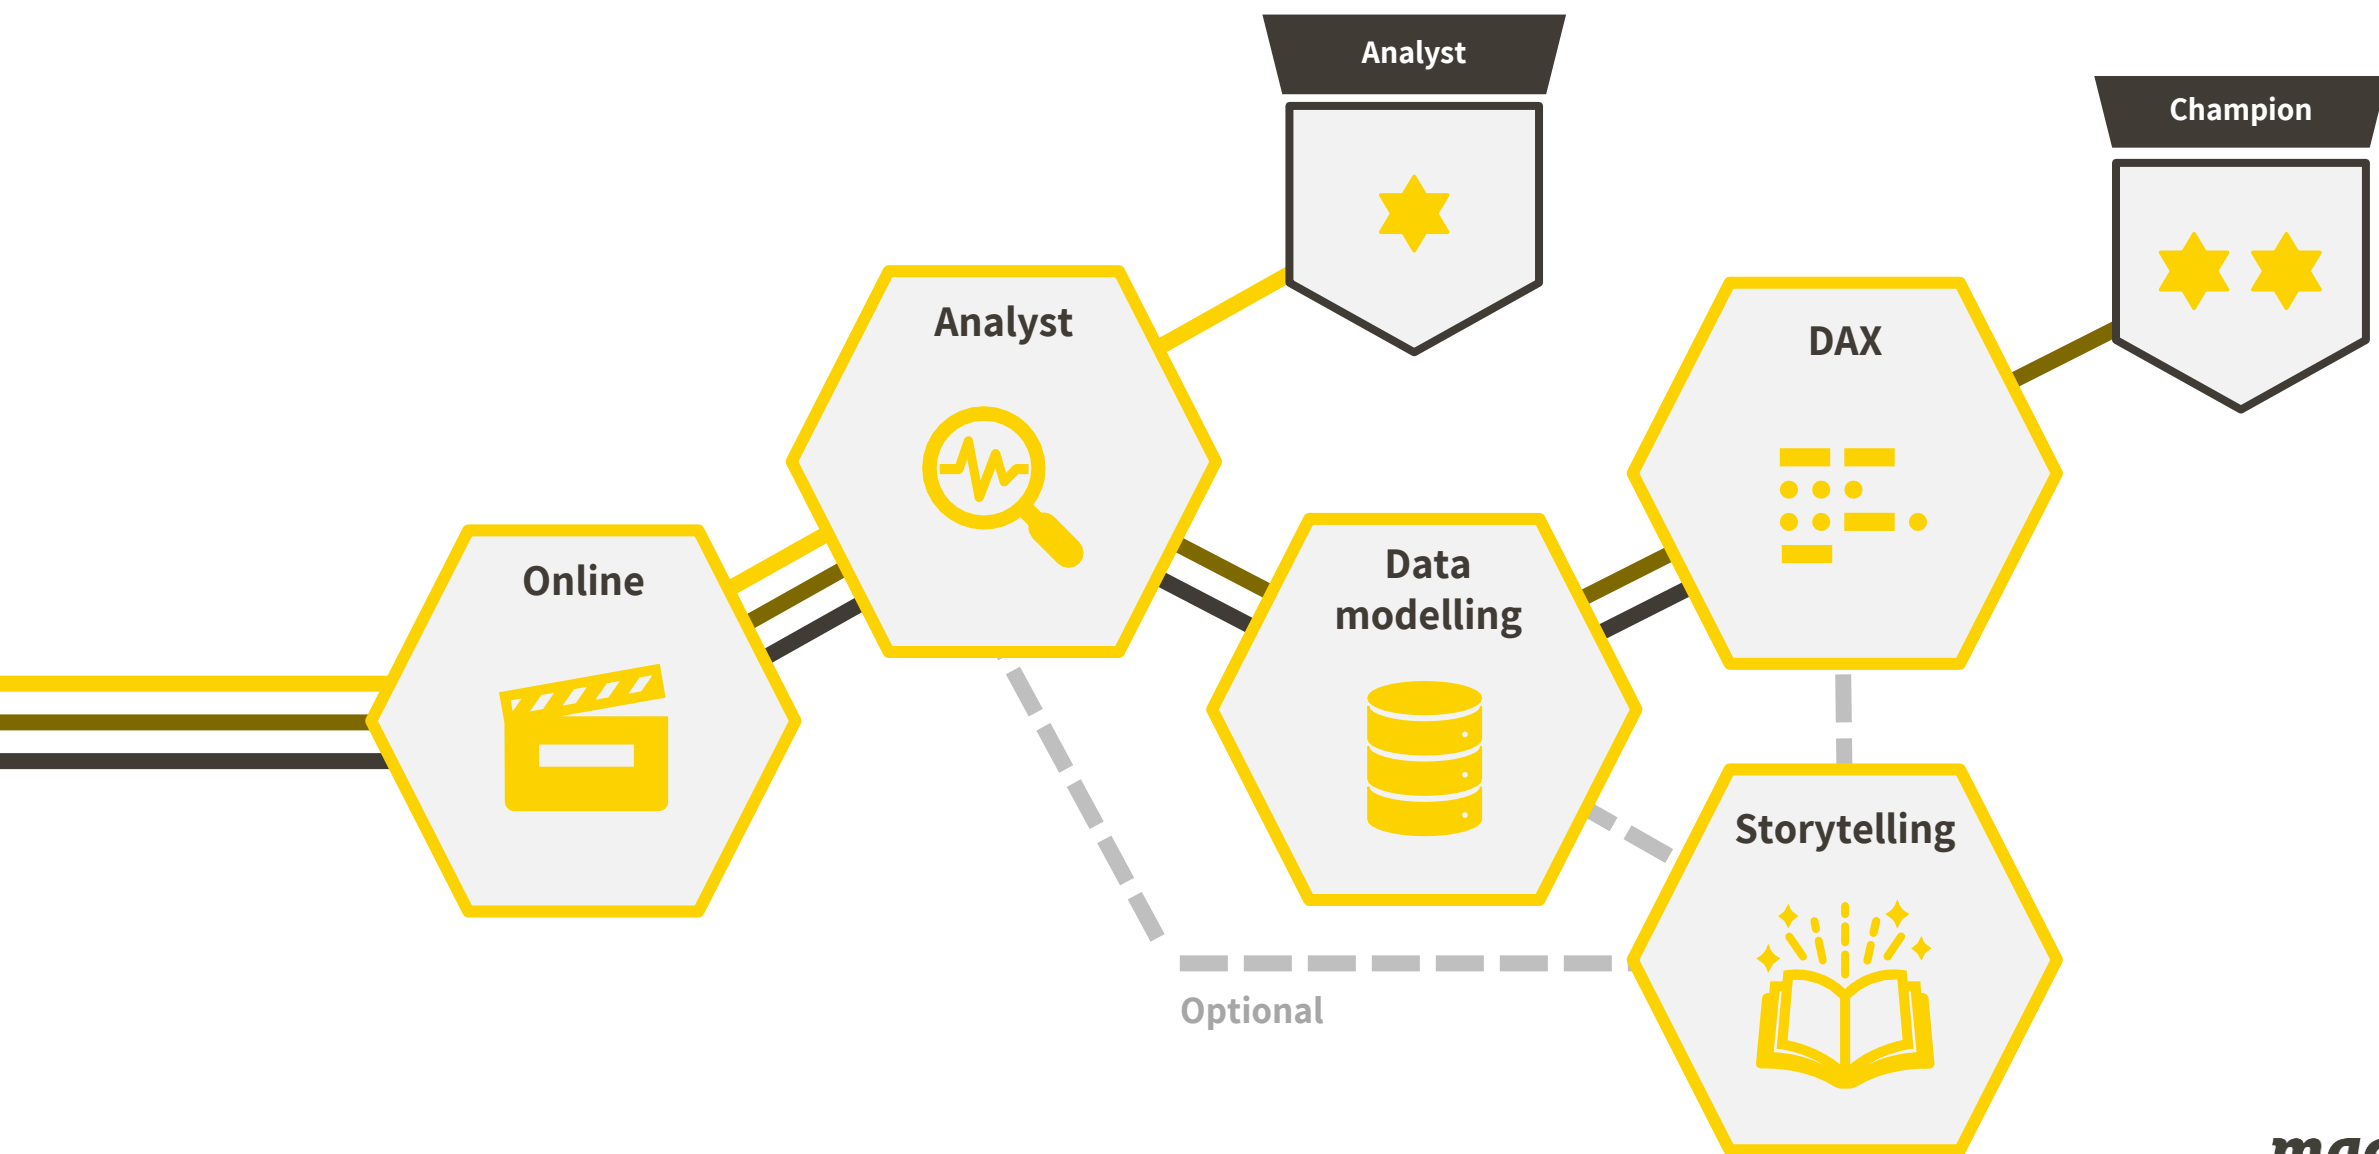 Analyst
Champion
Analyst
DAX
Online
Data
modelling
Storytelling
Optional